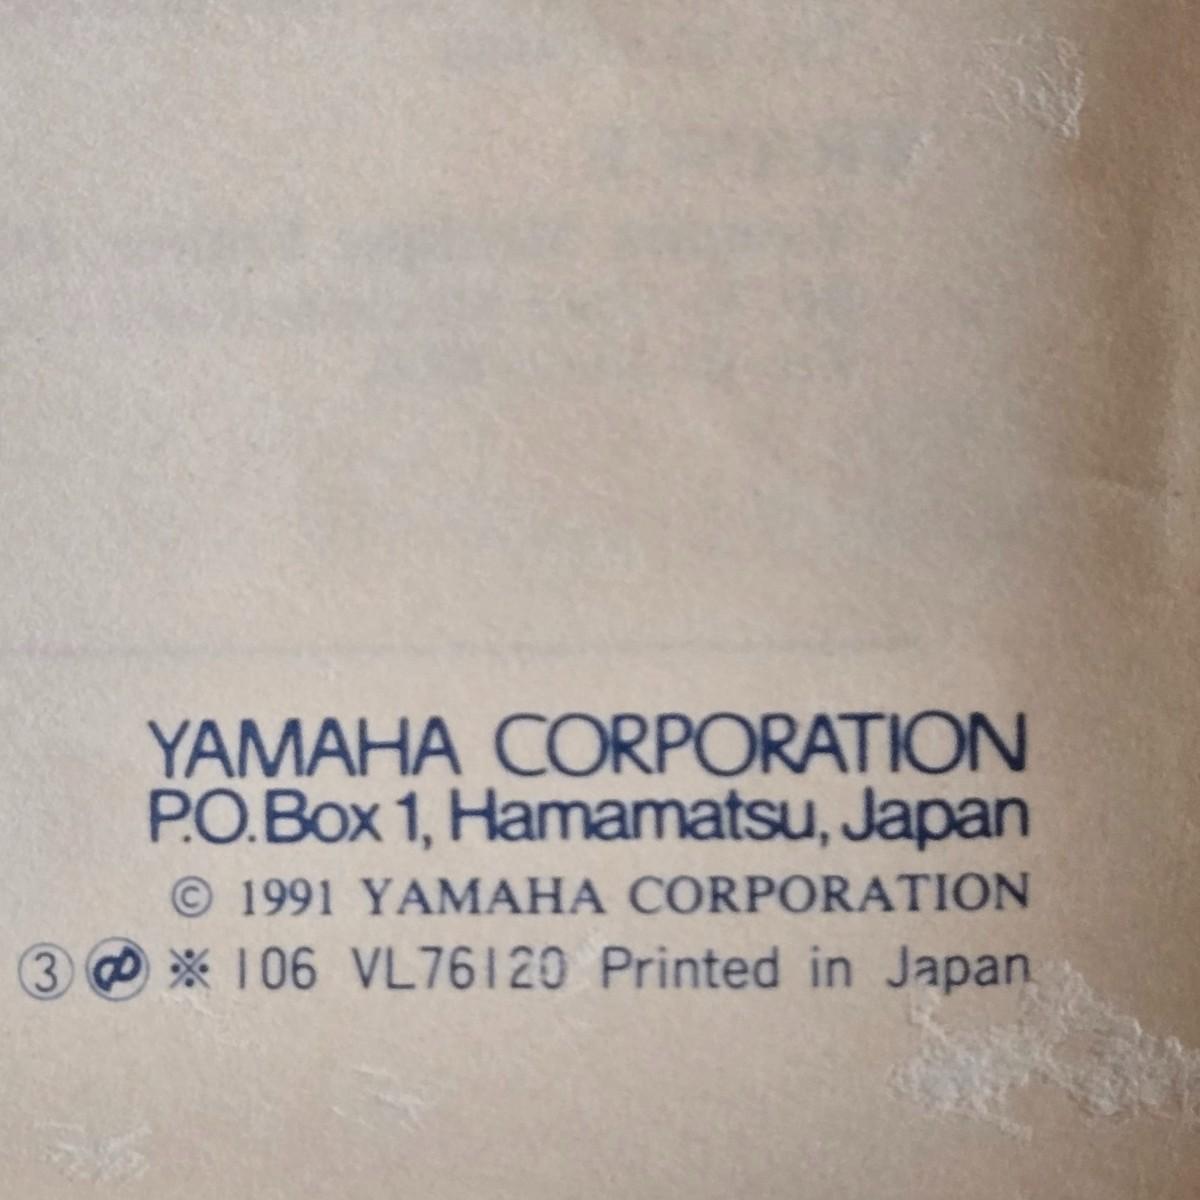 YAMAHA CORPORATION
P.O.Box 1, Hamamatsu, Japan
© 1991 YAMAHA CORPORATION
③ ※ 106 VL76120 Printed in Japan